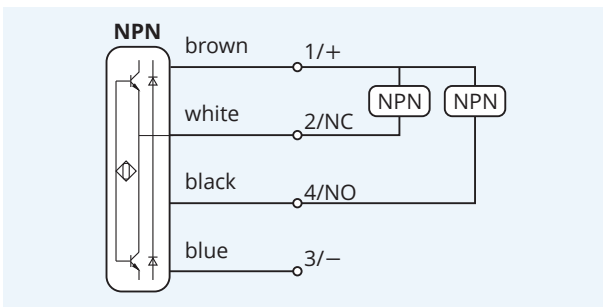 NPN
brown
1/+
NPN
NPN
white
2/NC
black
4/NO
blue
3/−